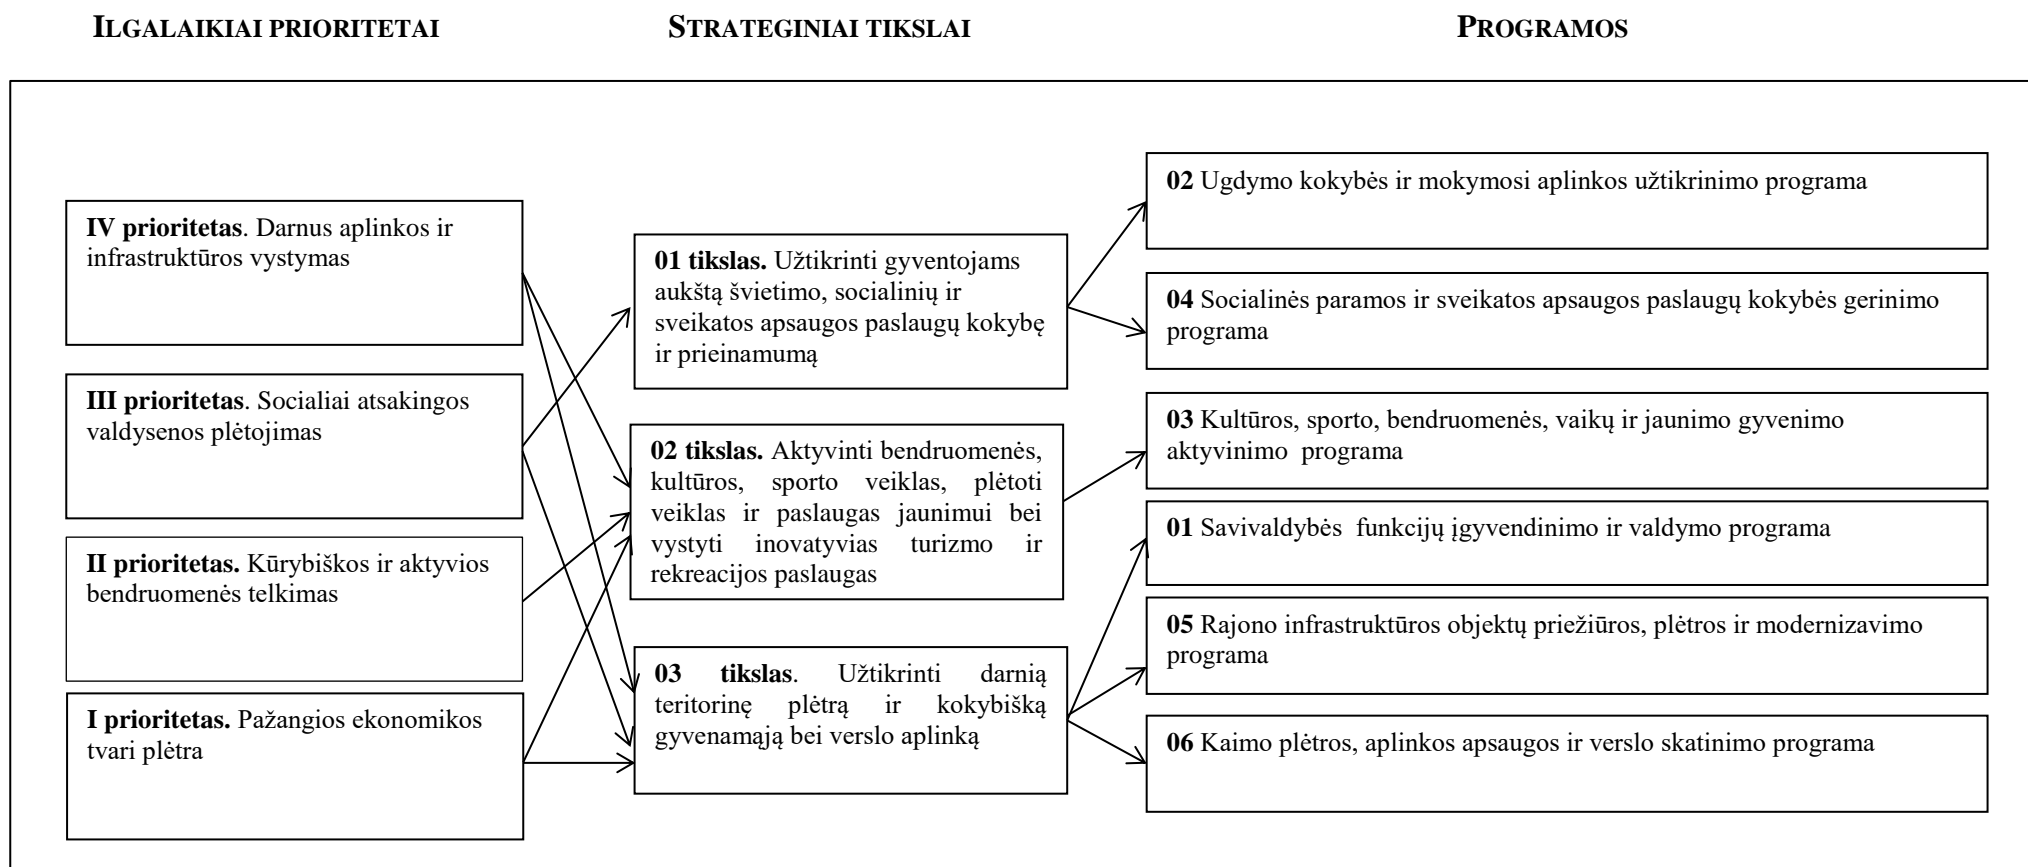 ILGALAIKIAI PRIORITETAI
STRATEGINIAI TIKSLAI
PROGRAMOS
IV prioritetas. Darnus aplinkos ir
infrastruktūros vystymas
III prioritetas. Socialiai atsakingos
valdysenos plėtojimas
II prioritetas. Kūrybiškos ir aktyvios
bendruomenės telkimas
I prioritetas. Pažangios ekonomikos
tvari plėtra
01 tikslas. Užtikrinti gyventojams
aukštą švietimo, socialinių ir
sveikatos apsaugos paslaugų kokybę
ir prieinamumą
02 tikslas. Aktyvinti bendruomenės,
kultūros, sporto veiklas, plėtoti
veiklas ir paslaugas jaunimui bei
vystyti inovatyvias turizmo ir
rekreacijos paslaugas
03 tikslas. Užtikrinti darnią
teritorinę plėtrą ir kokybišką
gyvenamąją bei verslo aplinką
02 Ugdymo kokybės ir mokymosi aplinkos užtikrinimo programa
04 Socialinės paramos ir sveikatos apsaugos paslaugų kokybės gerinimo
programa
03 Kultūros, sporto, bendruomenės, vaikų ir jaunimo gyvenimo
aktyvinimo programa
01 Savivaldybės funkcijų įgyvendinimo ir valdymo programa
05 Rajono infrastruktūros objektų priežiūros, plėtros ir modernizavimo
programa
06 Kaimo plėtros, aplinkos apsaugos ir verslo skatinimo programa